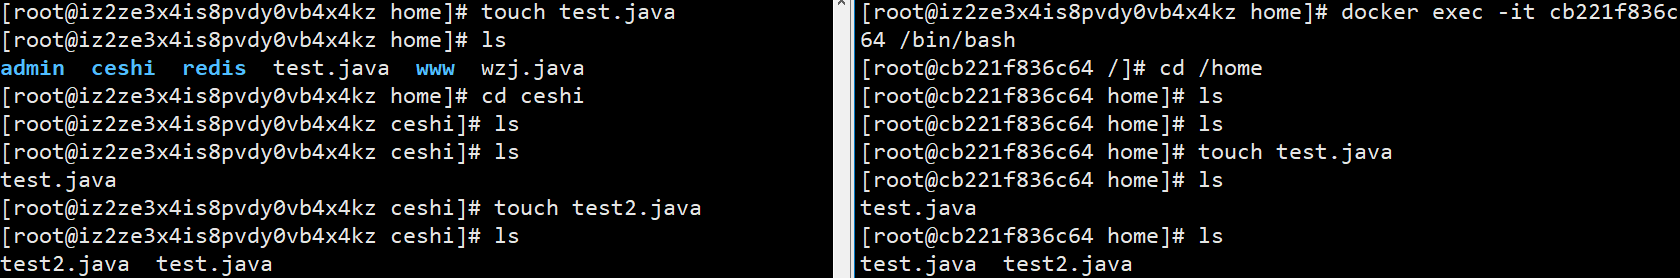 [root@iz2ze3x4is8pvdy0vb4x4kz home]# touch test.java
[root@iz2ze3x4is8pvdy0vb4x4kz home]# ls
admin  ceshi  redis  test.java  www  wzj.java
[root@iz2ze3x4is8pvdy0vb4x4kz home]# cd ceshi
[root@iz2ze3x4is8pvdy0vb4x4kz ceshi]# ls
[root@iz2ze3x4is8pvdy0vb4x4kz ceshi]# ls
test.java
[root@iz2ze3x4is8pvdy0vb4x4kz ceshi]# touch test2.java
[root@iz2ze3x4is8pvdy0vb4x4kz ceshi]# ls
test2.java  test.java
[root@iz2ze3x4is8pvdy0vb4x4kz home]# docker exec -it cb221f836c
64 /bin/bash
[root@cb221f836c64 /]# cd /home
[root@cb221f836c64 home]# ls
[root@cb221f836c64 home]# ls
[root@cb221f836c64 home]# touch test.java
[root@cb221f836c64 home]# ls
test.java
[root@cb221f836c64 home]# ls
test.java  test2.java